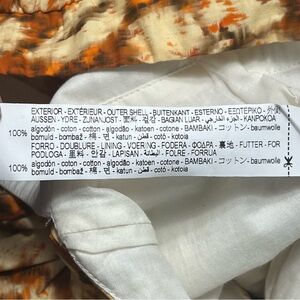 EXTERIOR - EXTÉRIEUR - OUTER SHELL - BUITENKANT - ESTERNO - ΕΞΩΤΕΡΙΚΟ - 外側
AUSSEN - YDRE - ZUNANJOST - 面料 - 겉감 - BAGIAN LUAR - الجزء الخارجي - KANPOKOA
100% algodón - coton - cotton - algodão - katoen - cotone - ΒΑΜΒΑΚΙ - コットン - baumwolle
bomuld - bombaž - 棉 - 면 - katun - قطن - cotó - kotoia
FORRO - DOUBLURE - LINING - VOERING - FODERA - ΦΟΔΡΑ - 裏地 - FUTTER - FOR
PODLOGA - 里料 - 안감 - LAPISAN - البطانة - FOLRE - FORRUA
100% algodón - coton - cotton - algodão - katoen - cotone - ΒΑΜΒΑΚΙ - コットン - baumwolle
bomuld - bombaž - 棉 - 면 - katun - قطن - cotó - kotoia